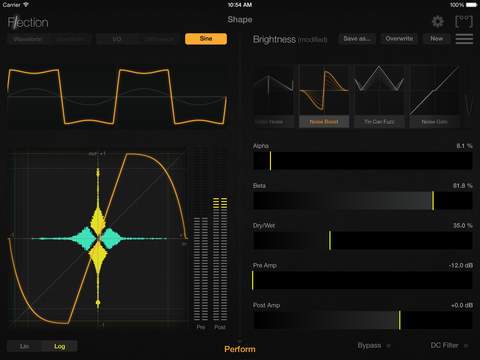 Carrier
10:54 AM
100%
F/lection
Shape
Waveform
I/O
Sine
Brightness (modified)
Save as...
Overwrite
New
Noise Boost
Tin Can Fuzz
Noise Gate
Alpha
8.1 %
Beta
81.8 %
Dry/Wet
35.0 %
Pre Amp
-12.0 dB
Post Amp
+0.0 dB
Pre
Post
Lin
Log
Perform
Bypass
DC Filter